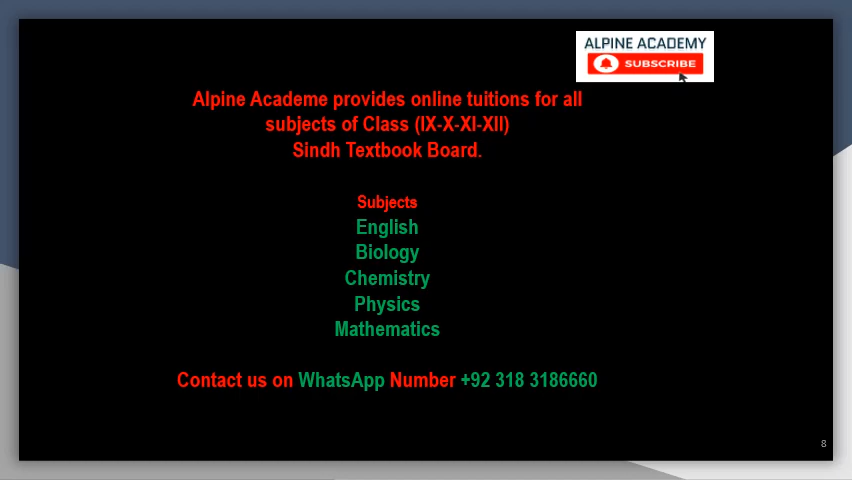 ALPINE ACADEMY
SUBSCRIBE
Alpine Academe provides online tuitions for all
subjects of Class (IX-X-XI-XII)
Sindh Textbook Board.
Subjects
English
Biology
Chemistry
Physics
Mathematics
Contact us on WhatsApp Number +92 318 3186660
8